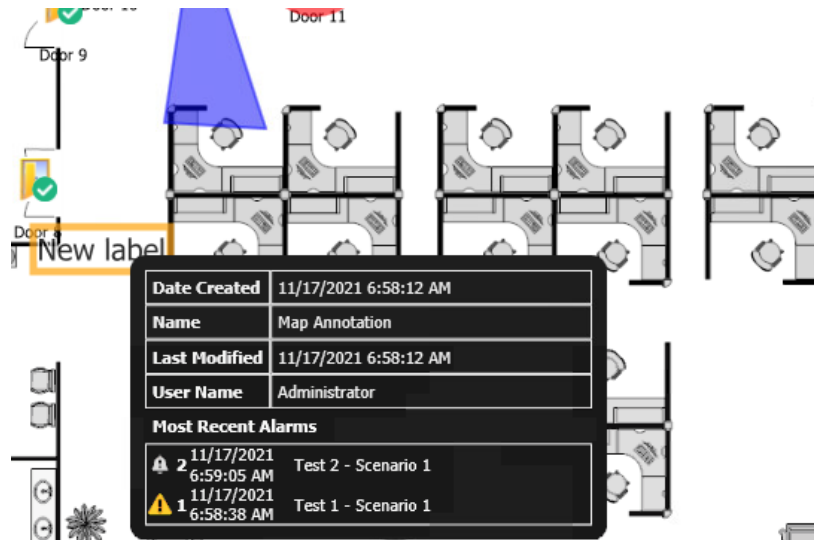 Door 11
Door 9
Door 8
New label
Date Created 11/17/2021 6:58:12 AM
Name Map Annotation
Last Modified 11/17/2021 6:58:12 AM
User Name Administrator
Most Recent Alarms
2 11/17/2021 6:59:05 AM Test 2 - Scenario 1
1 11/17/2021 6:58:38 AM Test 1 - Scenario 1